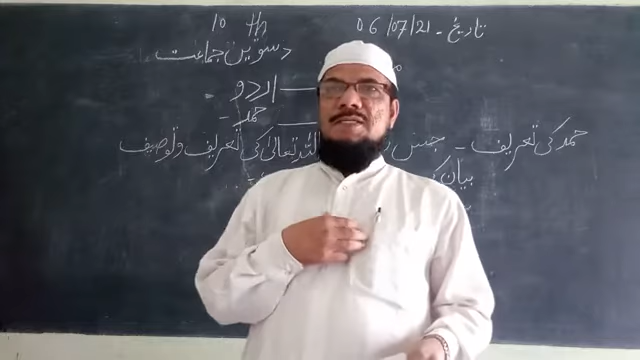 تاریخ - 06/07/21
10 th
دسویں جماعت
اردو
حمد -
حمد کی تعریف - جس اللہ تعالیٰ کی تعریف و توصیف
بیان کی